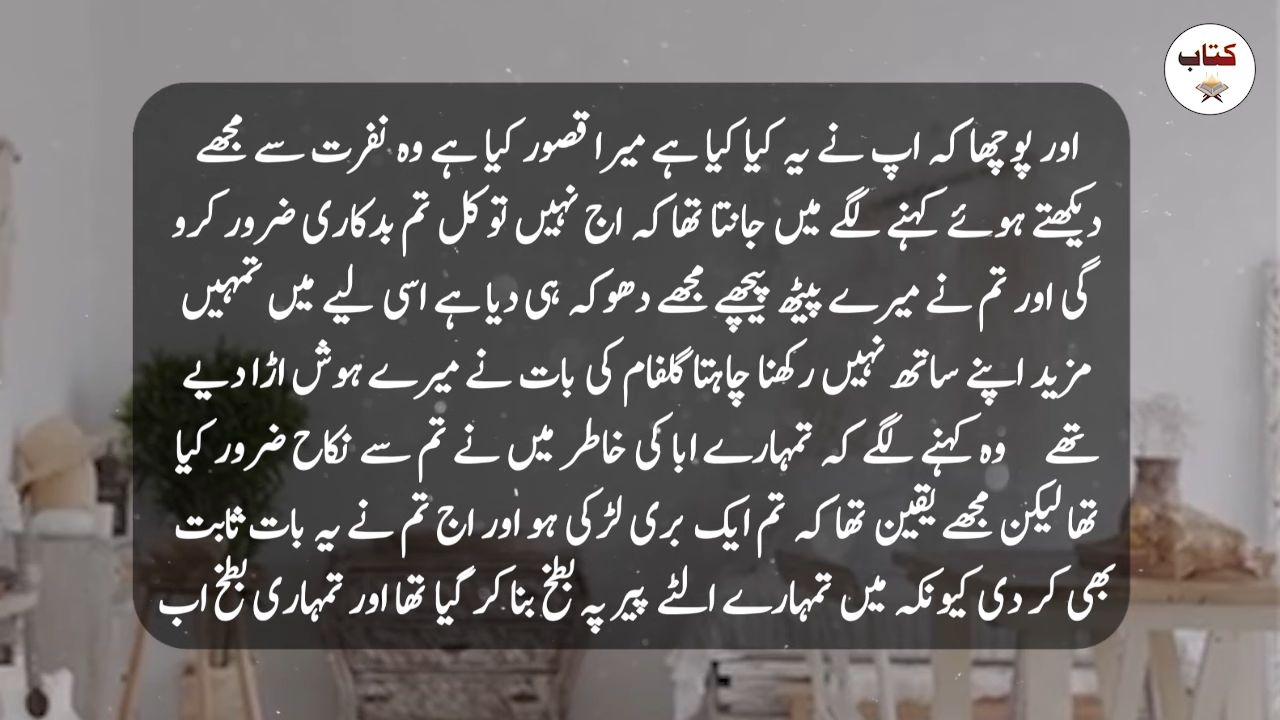 کتاب
اور پوچھا کہ اپ نے یہ کیا کیا ہے میرا قصور کیا ہے وہ نفرت سے مجھے
دیکھتے ہوئے کہنے لگے میں جانتا تھا کہ اج نہیں تو کل تم بدکاری ضرور کرو
گی اور تم نے میرے پیٹھ پیچھے مجھے دھوکہ ہی دیا ہے اسی لیے میں تمہیں
مزید اپنے ساتھ نہیں رکھنا چاہتا گلفام کی بات نے میرے ہوش اڑا دیے
تھے وہ کہنے لگے کہ تمہارے ابا کی خاطر میں نے تم سے نکاح ضرور کیا
تھا لیکن مجھے یقین تھا کہ تم ایک بری لڑکی ہو اور اج تم نے یہ بات ثابت
بھی کر دی کیونکہ میں تمہارے الٹے پیر پہ بطخ بنا کر گیا تھا اور تمہاری بطخ اب